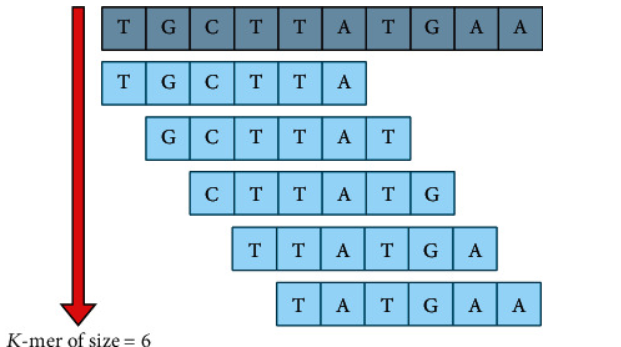 T G C T T A T G A A
T G C T T A
G C T T A T
C T T A T G
T T A T G A
T A T G A A
K-mer of size = 6